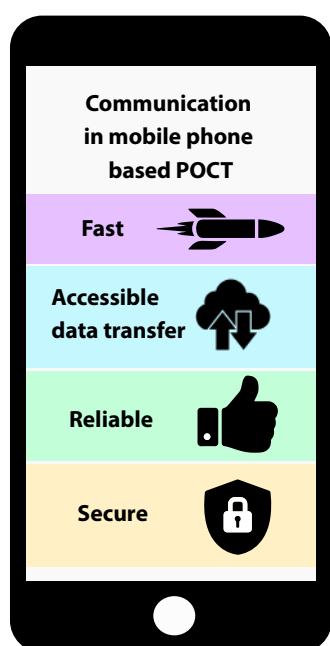 Communication
in mobile phone
based POCT
Fast
Accessible
data transfer
Reliable
Secure